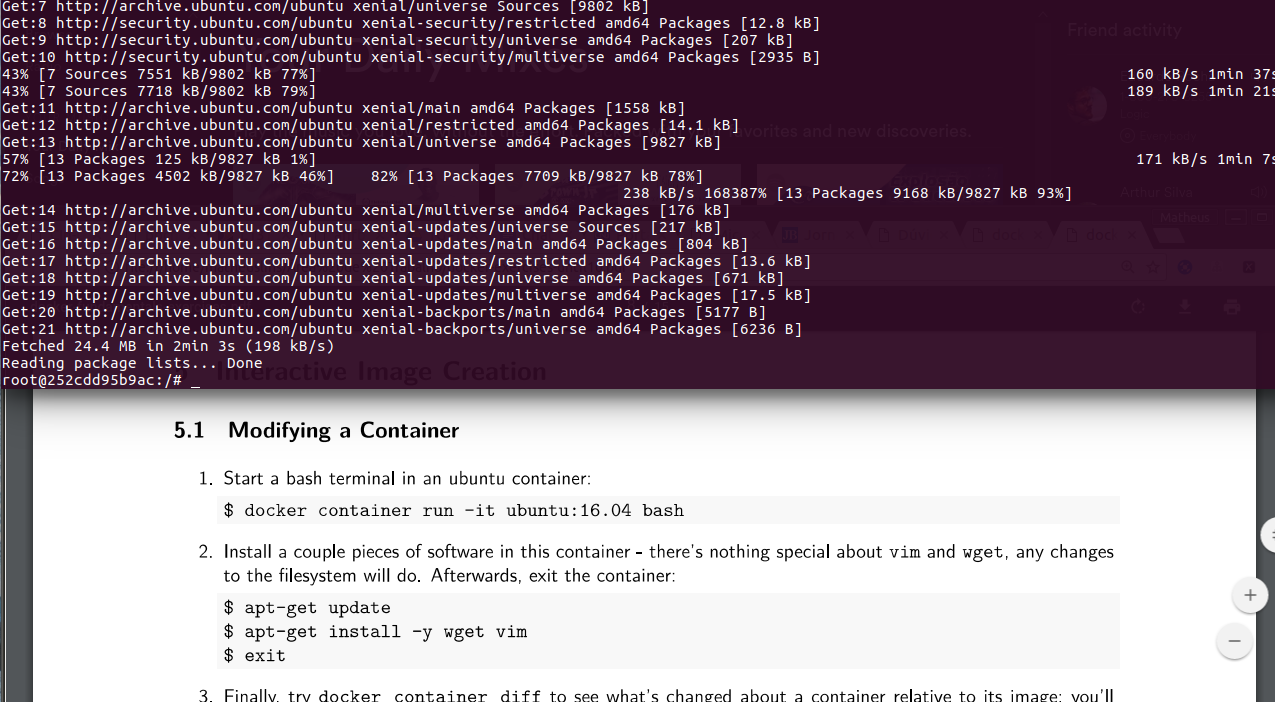 Get:7 http://archive.ubuntu.com/ubuntu xenial/universe Sources [9802 kB]
Get:8 http://security.ubuntu.com/ubuntu xenial-security/restricted amd64 Packages [12.8 kB]
Friend activity
Get:9 http://security.ubuntu.com/ubuntu xenial-security/universe amd64 Packages [207 kB]
Get:10 http://security.ubuntu.com/ubuntu xenial-security/multiverse amd64 Packages [2935 B]
Daily Mixes
43% [7 Sources 7551 kB/9802 kB 77%] 160 kB/s 1min 37s
43% [7 Sources 7718 kB/9802 kB 79%] 189 kB/s 1min 21s
Get:11 http://archive.ubuntu.com/ubuntu xenial/main amd64 Packages [1558 kB]
Get:12 http://archive.ubuntu.com/ubuntu xenial/restricted amd64 Packages [14.1 kB]
favorites and new discoveries.
Get:13 http://archive.ubuntu.com/ubuntu xenial/universe amd64 Packages [9827 kB]
57% [13 Packages 125 kB/9827 kB 1%] 171 kB/s 1min 7s
72% [13 Packages 4502 kB/9827 kB 46%] 82% [13 Packages 7709 kB/9827 kB 78%]
238 kB/s 168387% [13 Packages 9168 kB/9827 kB 93%]
Arthur Silva
Get:14 http://archive.ubuntu.com/ubuntu xenial/multiverse amd64 Packages [176 kB]
Matheus
Get:15 http://archive.ubuntu.com/ubuntu xenial-updates/universe Sources [217 kB]
dock
dock
Get:16 http://archive.ubuntu.com/ubuntu xenial-updates/main amd64 Packages [804 kB]
Get:17 http://archive.ubuntu.com/ubuntu xenial-updates/restricted amd64 Packages [13.6 kB]
Get:18 http://archive.ubuntu.com/ubuntu xenial-updates/universe amd64 Packages [671 kB]
Get:19 http://archive.ubuntu.com/ubuntu xenial-updates/multiverse amd64 Packages [17.5 kB]
Get:20 http://archive.ubuntu.com/ubuntu xenial-backports/main amd64 Packages [5177 B]
Get:21 http://archive.ubuntu.com/ubuntu xenial-backports/universe amd64 Packages [6236 B]
Fetched 24.4 MB in 2min 3s (198 kB/s)
Reading package lists... Done
Interactive Image Creation
root@252cdd95b9ac:/# _
5.1 Modifying a Container
1. Start a bash terminal in an ubuntu container:
$ docker container run -it ubuntu:16.04 bash
2. Install a couple pieces of software in this container - there's nothing special about vim and wget, any changes
to the filesystem will do. Afterwards, exit the container:
$ apt-get update
$ apt-get install -y wget vim
$ exit
3. Finally, try docker container diff to see what's changed about a container relative to its image; you'll